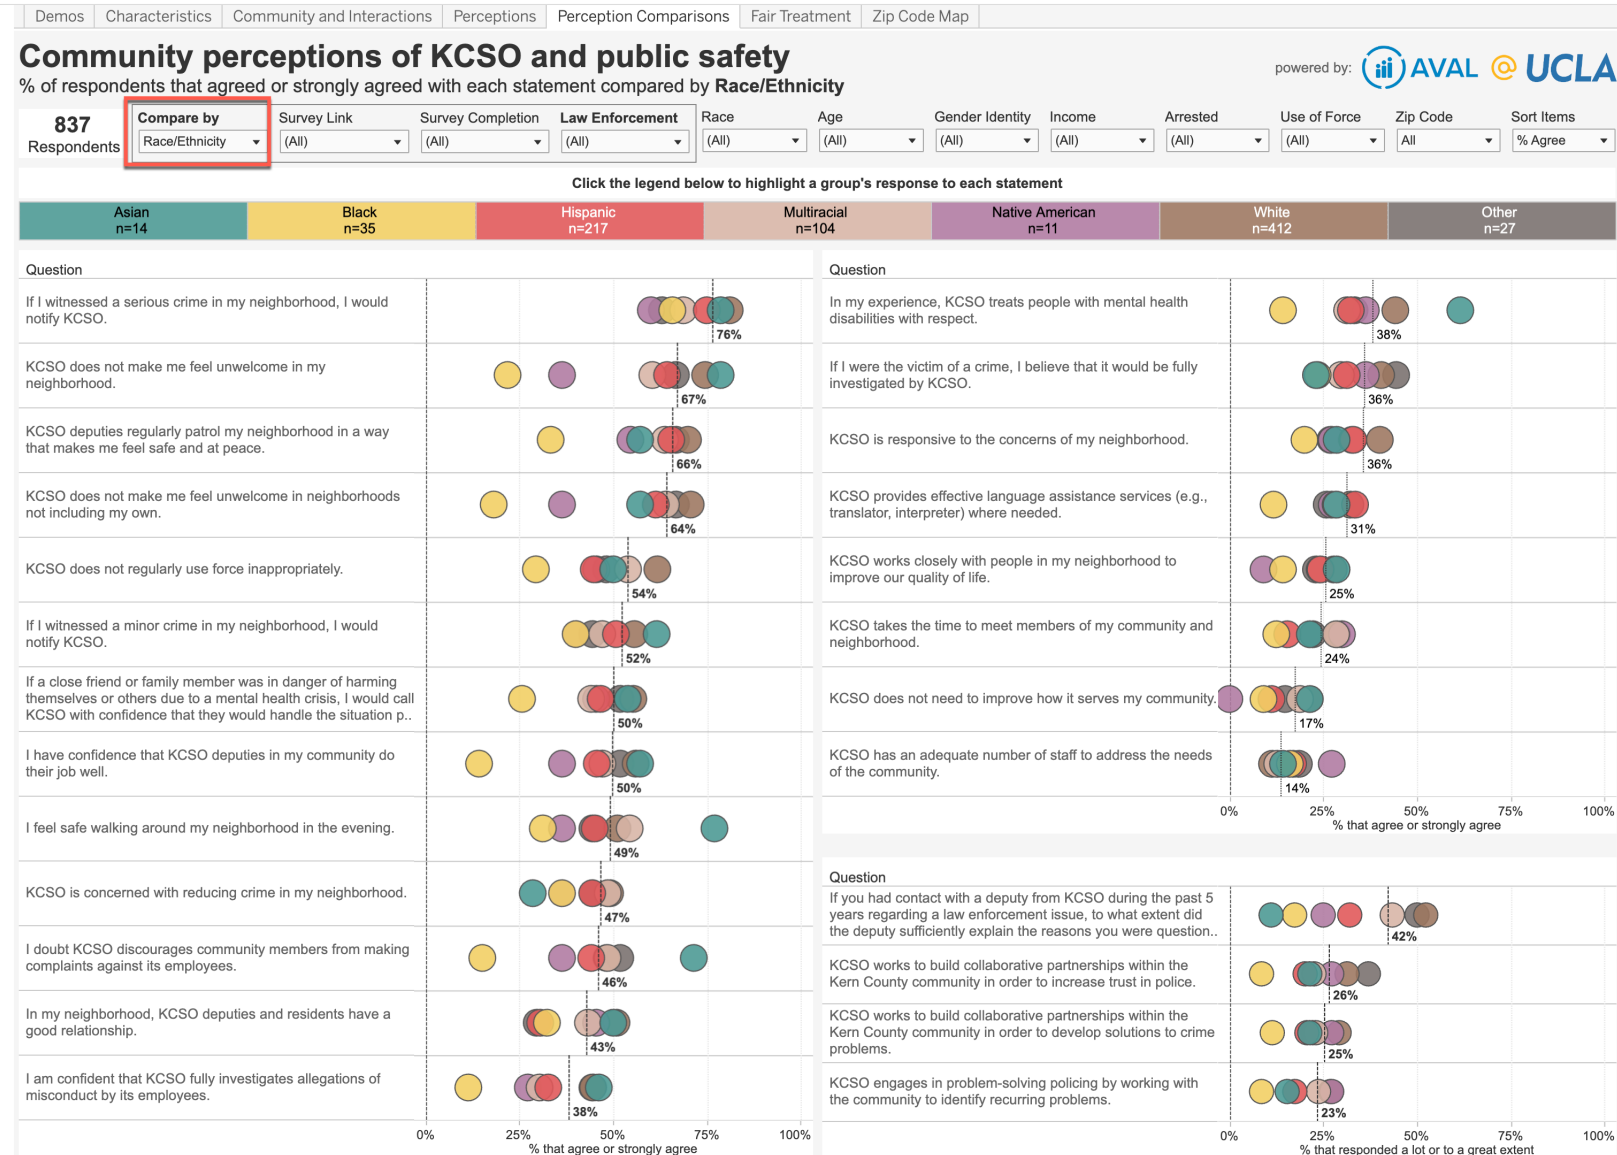 Demos Characteristics Community and Interactions Perceptions Perception Comparisons Fair Treatment Zip Code Map
Community perceptions of KCSO and public safety
% of respondents that agreed or strongly agreed with each statement compared by Race/Ethnicity
powered by: AVAL @ UCLA
837
Respondents
Compare by
Race/Ethnicity
Survey Link
(All)
Survey Completion
(All)
Law Enforcement
(All)
Race
(All)
Age
(All)
Gender Identity
(All)
Income
(All)
Arrested
(All)
Use of Force
(All)
Zip Code
All
Sort Items
% Agree
Click the legend below to highlight a group's response to each statement
Asian
n=14
Black
n=35
Hispanic
n=217
Multiracial
n=104
Native American
n=11
White
n=412
Other
n=27
Question
If I witnessed a serious crime in my neighborhood, I would
notify KCSO.
76%
KCSO does not make me feel unwelcome in my
neighborhood.
67%
KCSO deputies regularly patrol my neighborhood in a way
that makes me feel safe and at peace.
66%
KCSO does not make me feel unwelcome in neighborhoods
not including my own.
64%
KCSO does not regularly use force inappropriately.
54%
If I witnessed a minor crime in my neighborhood, I would
notify KCSO.
52%
If a close friend or family member was in danger of harming
themselves or others due to a mental health crisis, I would call
KCSO with confidence that they would handle the situation p..
50%
I have confidence that KCSO deputies in my community do
their job well.
50%
I feel safe walking around my neighborhood in the evening.
49%
KCSO is concerned with reducing crime in my neighborhood.
47%
I doubt KCSO discourages community members from making
complaints against its employees.
46%
In my neighborhood, KCSO deputies and residents have a
good relationship.
43%
I am confident that KCSO fully investigates allegations of
misconduct by its employees.
38%
0% 25% 50% 75% 100%
% that agree or strongly agree
Question
In my experience, KCSO treats people with mental health
disabilities with respect.
38%
If I were the victim of a crime, I believe that it would be fully
investigated by KCSO.
36%
KCSO is responsive to the concerns of my neighborhood.
36%
KCSO provides effective language assistance services (e.g.,
translator, interpreter) where needed.
31%
KCSO works closely with people in my neighborhood to
improve our quality of life.
25%
KCSO takes the time to meet members of my community and
neighborhood.
24%
KCSO does not need to improve how it serves my community.
17%
KCSO has an adequate number of staff to address the needs
of the community.
14%
0% 25% 50% 75% 100%
% that agree or strongly agree
Question
If you had contact with a deputy from KCSO during the past 5
years regarding a law enforcement issue, to what extent did
the deputy sufficiently explain the reasons you were question..
42%
KCSO works to build collaborative partnerships within the
Kern County community in order to increase trust in police.
26%
KCSO works to build collaborative partnerships within the
Kern County community in order to develop solutions to crime
problems.
25%
KCSO engages in problem-solving policing by working with
the community to identify recurring problems.
23%
0% 25% 50% 75% 100%
% that responded a lot or to a great extent